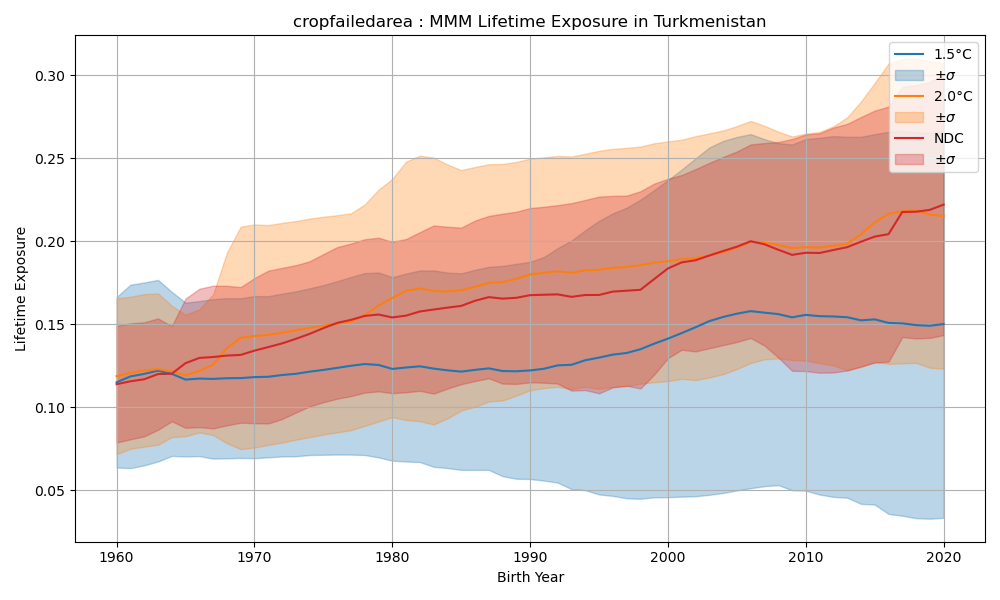 cropfailedarea : MMM Lifetime Exposure in Turkmenistan
1.5°C
±σ
2.0°C
±σ
NDC
±σ
Lifetime Exposure
0.30
0.25
0.20
0.15
0.10
0.05
1960
1970
1980
1990
2000
2010
2020
Birth Year